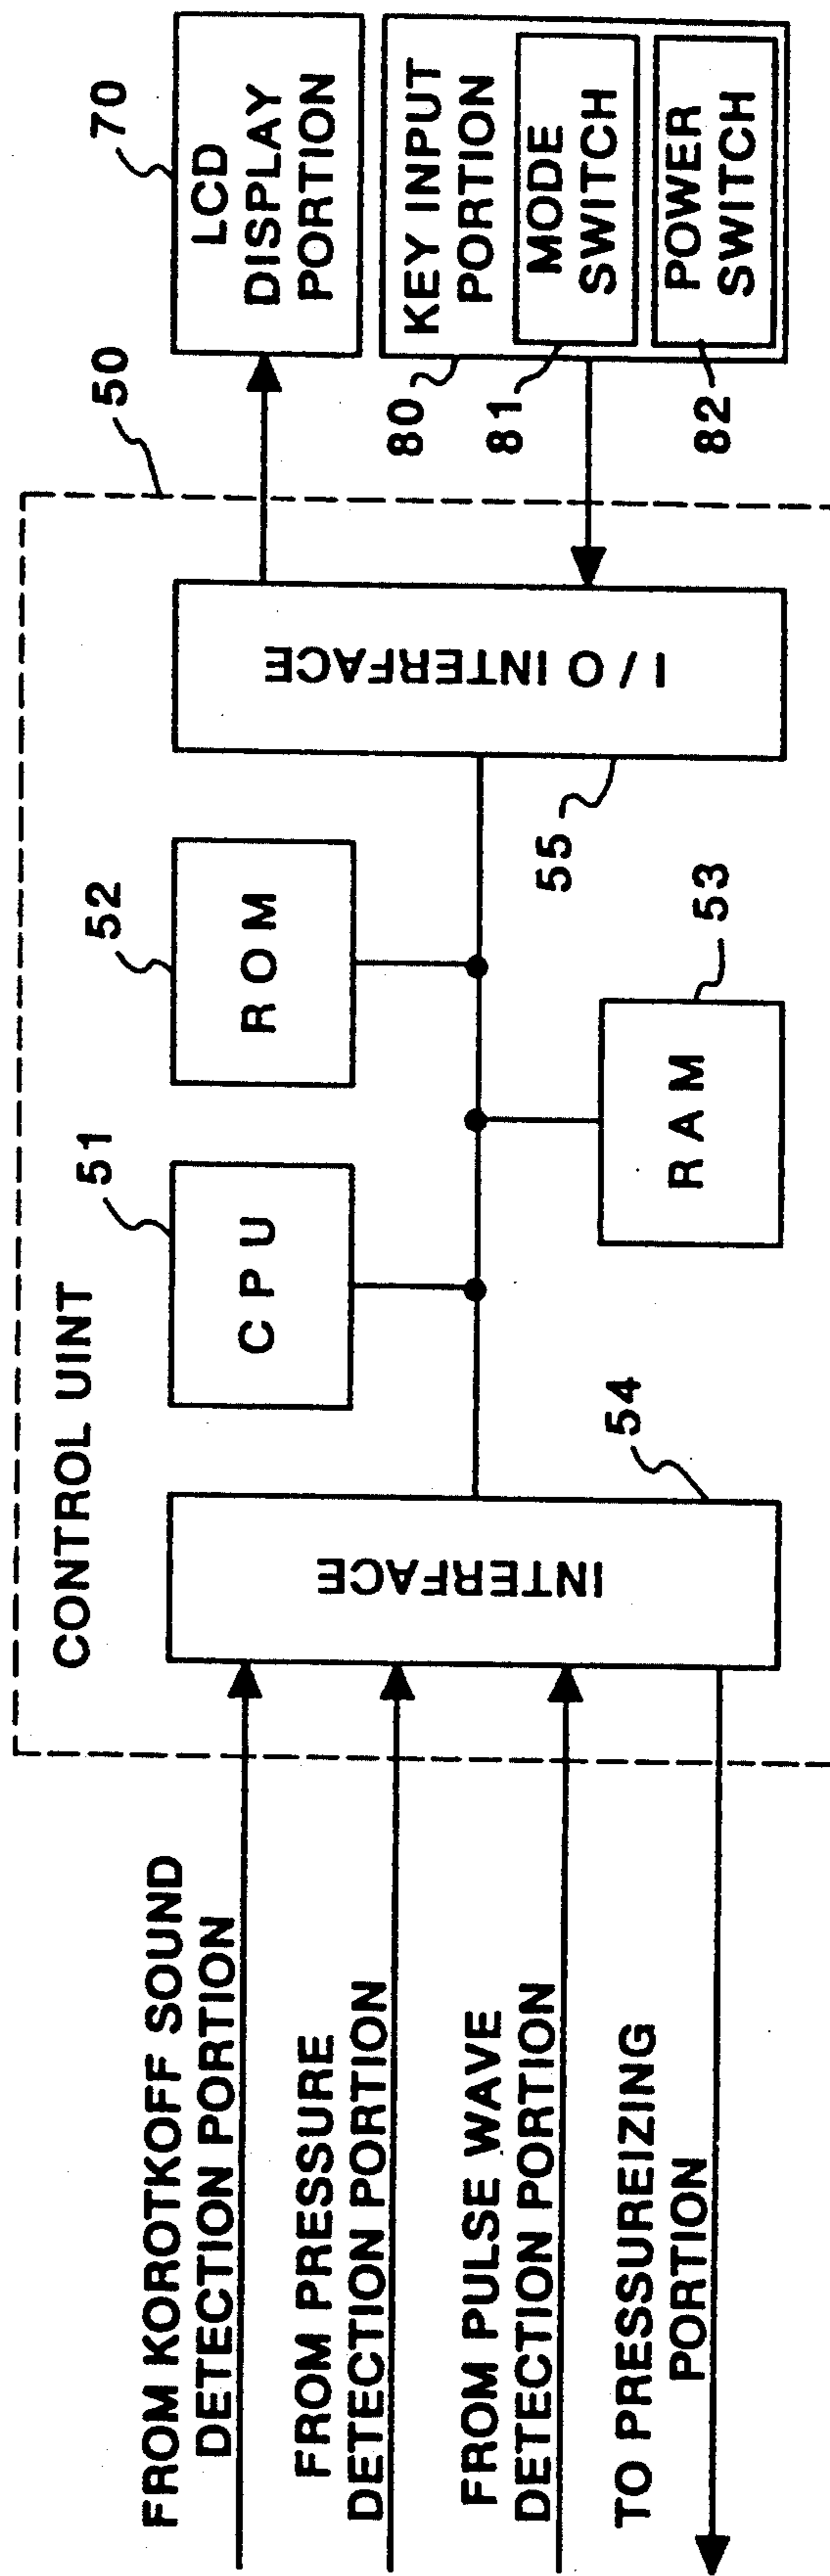 FROM KOROTKOFF SOUND
DETECTION PORTION
FROM PRESSURE
DETECTION PORTION
FROM PULSE WAVE
DETECTION PORTION
TO PRESSUREIZING
PORTION
CONTROL UINT
50
INTERFACE
54
CPU
51
ROM
52
RAM
53
I/O INTERFACE
55
LCD
DISPLAY
PORTION
70
KEY INPUT
PORTION
80
MODE
SWITCH
81
POWER
SWITCH
82